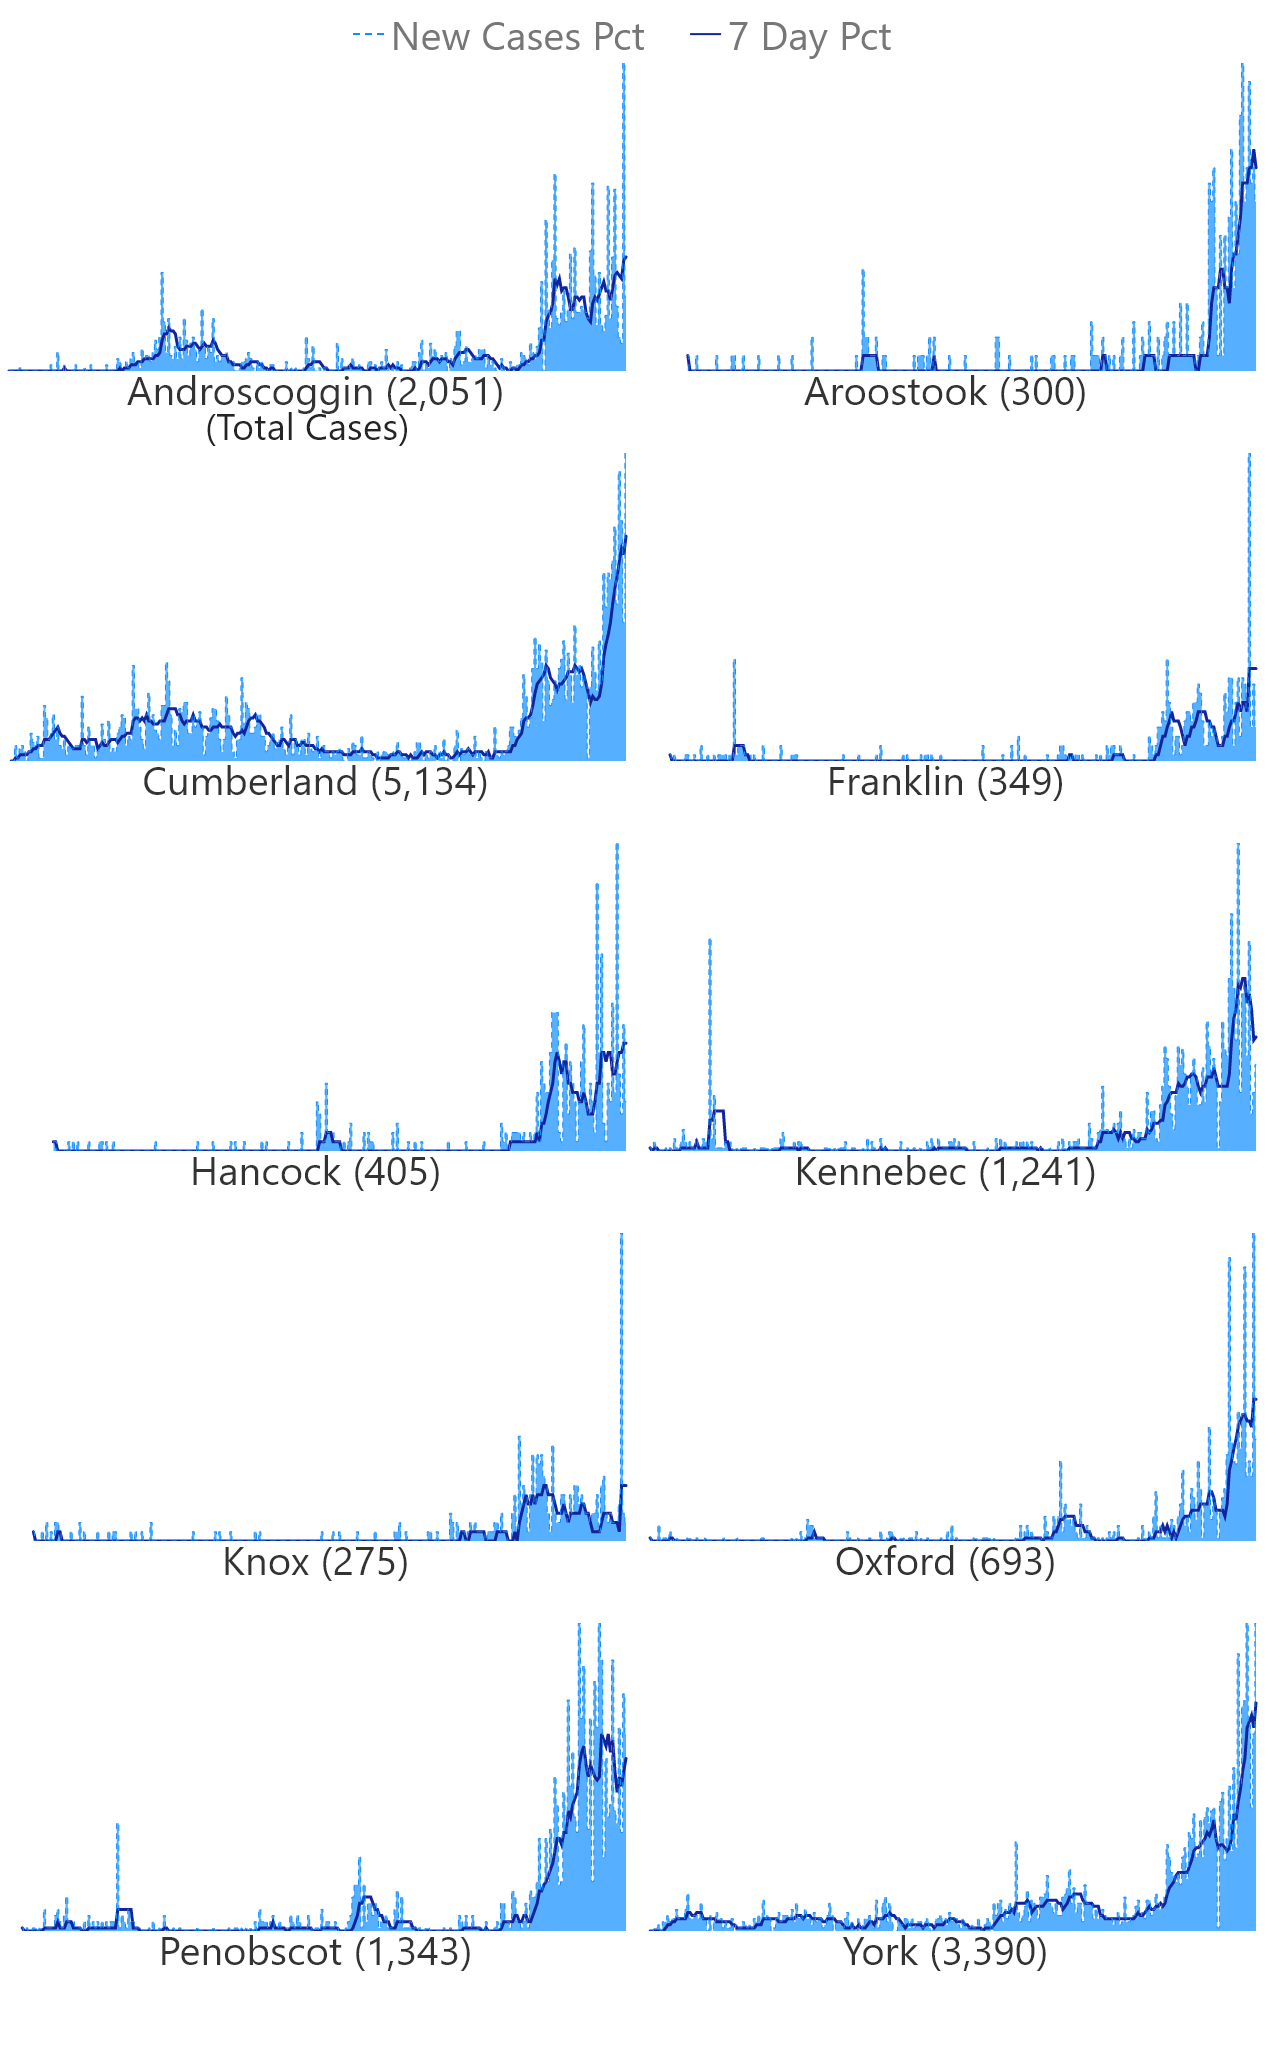 New Cases Pct 7 Day Pct
Androscoggin (2,051) Aroostook (300)
(Total Cases)
Cumberland (5,134) Franklin (349)
Hancock (405) Kennebec (1,241)
Knox (275) Oxford (693)
Penobscot (1,343) York (3,390)